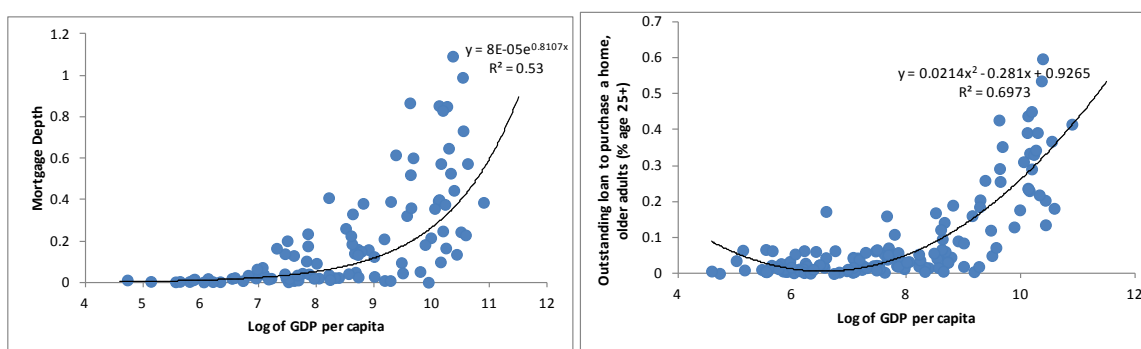 1.2
1
0.8
0.6
0.4
0.2
0
Mortgage Depth
y = 8E-05e^0.8107x
R² = 0.53
4 5 6 7 8 9 10 11 12
Log of GDP per capita
0.7
0.6
0.5
0.4
0.3
0.2
0.1
0
Outstanding loan to purchase a home,
older adults (% age 25+)
y = 0.0214x² - 0.281x + 0.9265
R² = 0.6973
4 6 8 10 12
Log of GDP per capita